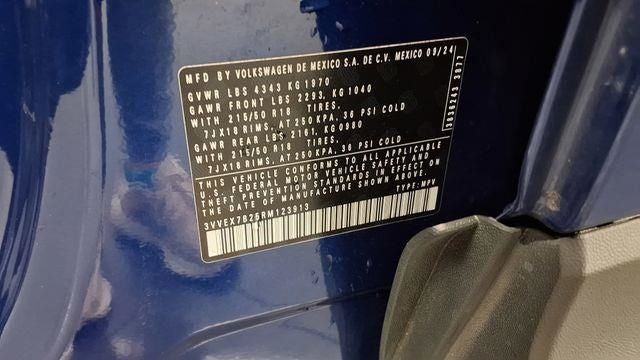 MFD BY VOLKSWAGEN DE MEXICO S.A. DE C.V. MEXICO 09/24
GVWR LBS 4343 KG1970
GAWR FRONT LBS 2293, KG1040
WITH 215/50 R18 TIRES,
7JX18 RIMS, AT 250KPA, 36 PSI COLD
GAWR REAR LBS 2161, KG0980
WITH 215/50 R18 TIRES,
7JX18 RIMS, AT 250KPA, 36 PSI COLD
THIS VEHICLE CONFORMS TO ALL APPLICABLE
U.S. FEDERAL MOTOR VEHICLE SAFETY AND
THEFT PREVENTION STANDARDS IN EFFECT ON THE
DATE OF MANUFACTURE SHOWN ABOVE.
TYPE: MPV
3VVEX7B25RM123913
3836243 3877